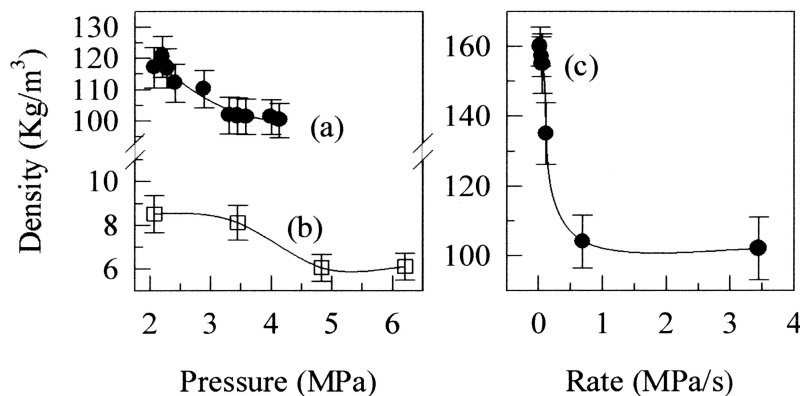 Density (Kg/m³)
130
120
110
100
10
8
6
(a)
(b)
2 3 4 5 6
Pressure (MPa)
160
140
120
100
(c)
0 1 2 3 4
Rate (MPa/s)